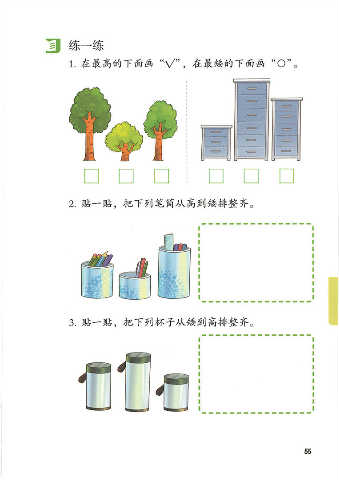 练一练
1. 在最高的下面画“√”，在最矮的下面画“○”。
2. 贴一贴，把下列笔筒从高到矮排整齐。
3. 贴一贴，把下列杯子从矮到高排整齐。
55